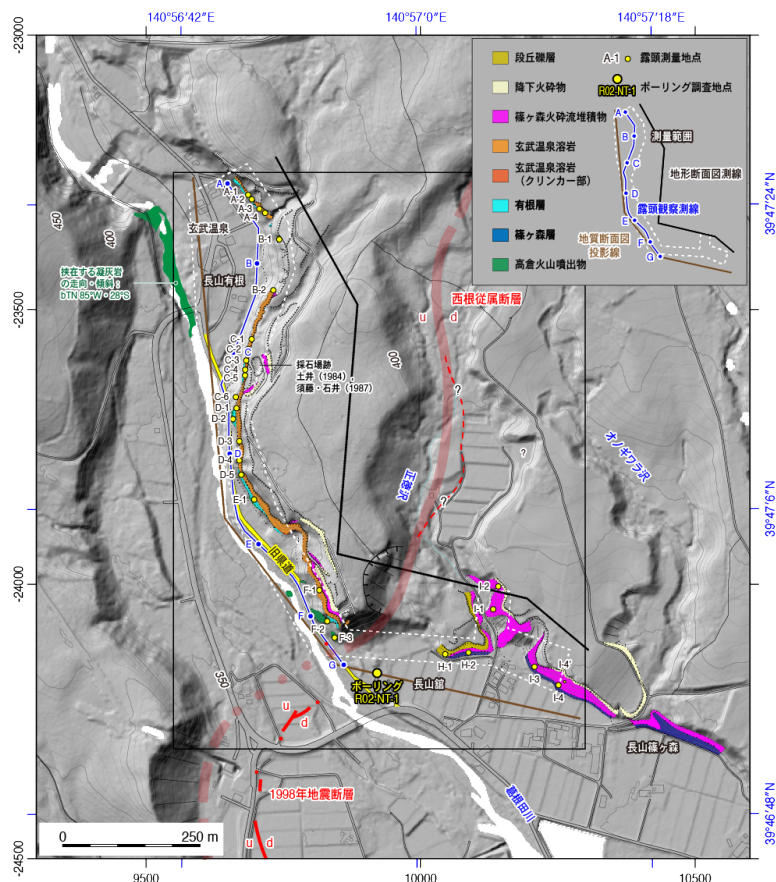 140°56′42″E
140°57′0″
140°57′18″E
-23000
-23500
-24000
-24500
9500
10000
10500
39°47′24″N
39°47′6″N
39°46′48″N
段丘礫層
降下火砕物
篠ヶ森火砕流堆積物
玄武温泉溶岩
玄武温泉溶岩
（クリンカー部）
有根層
篠ヶ森層
高倉火山噴出物
A-1 露頭測量地点
R02-NT-1 ボーリング調査地点
A
B
C
D
E
F
G
測量範囲
地形断面図測線
露頭観察測線
地質断面図
投影線
450
400
挟在する凝灰岩
の走向・傾斜：
bTN 85°W・28°S
A
A-1
A-2
A-3
A-4
玄武温泉
B-1
B
長山有根
B-2
C-1
C-2
C-3
C
C-4
C-5
採石場跡
土井（1984）
須藤・石井（1987）
C-6
D-1
D-2
D-3
D-4
D
D-5
E-1
E
旧県道
F-1
F
F-2
F-3
G
西根従属断層
u
d
400
?
?
?
正徳沢
オノギワラ沢
I-2
I-1
H-1
H-2
I-3
I-4'
I-4
長山舘
ボーリング
R02-NT-1
長山篠ヶ森
葛根田川
350
u
d
1998年地震断層
u
d
0
250 m